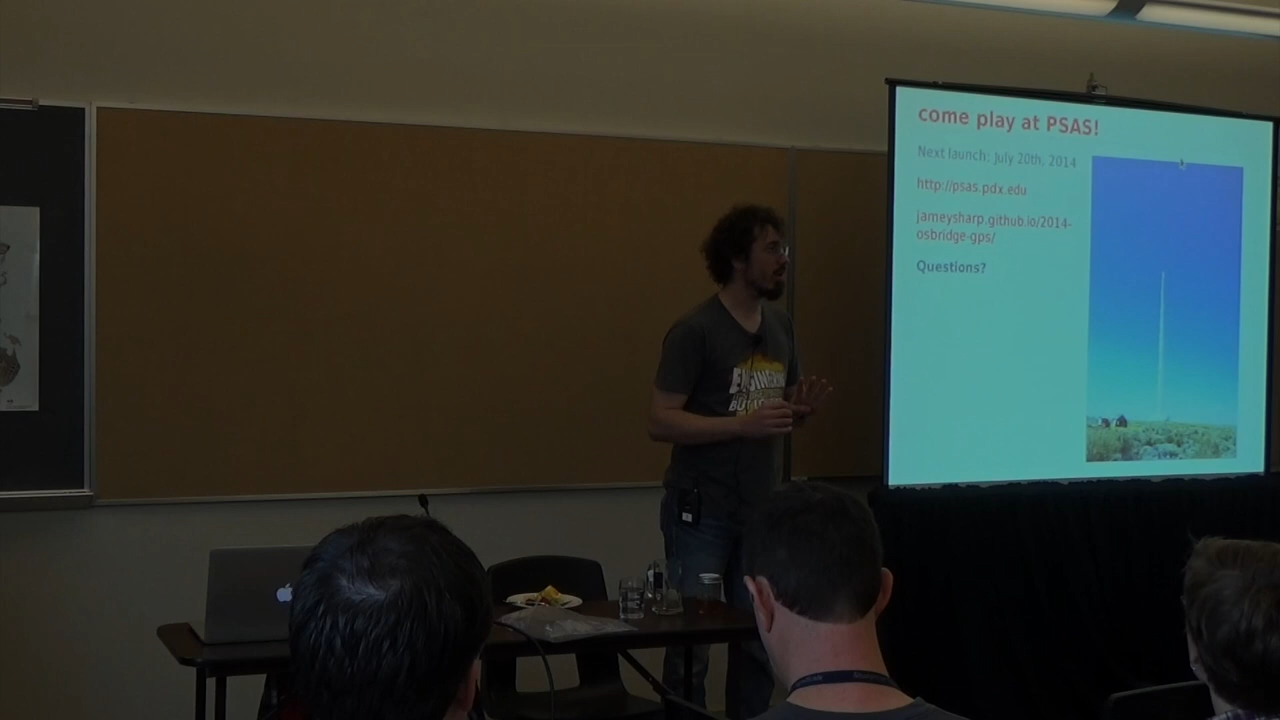 come play at PSAS!
Next launch: July 20th, 2014
http://psas.pdx.edu
jameysharp.github.io/2014-
osbridge-gps/
Questions?